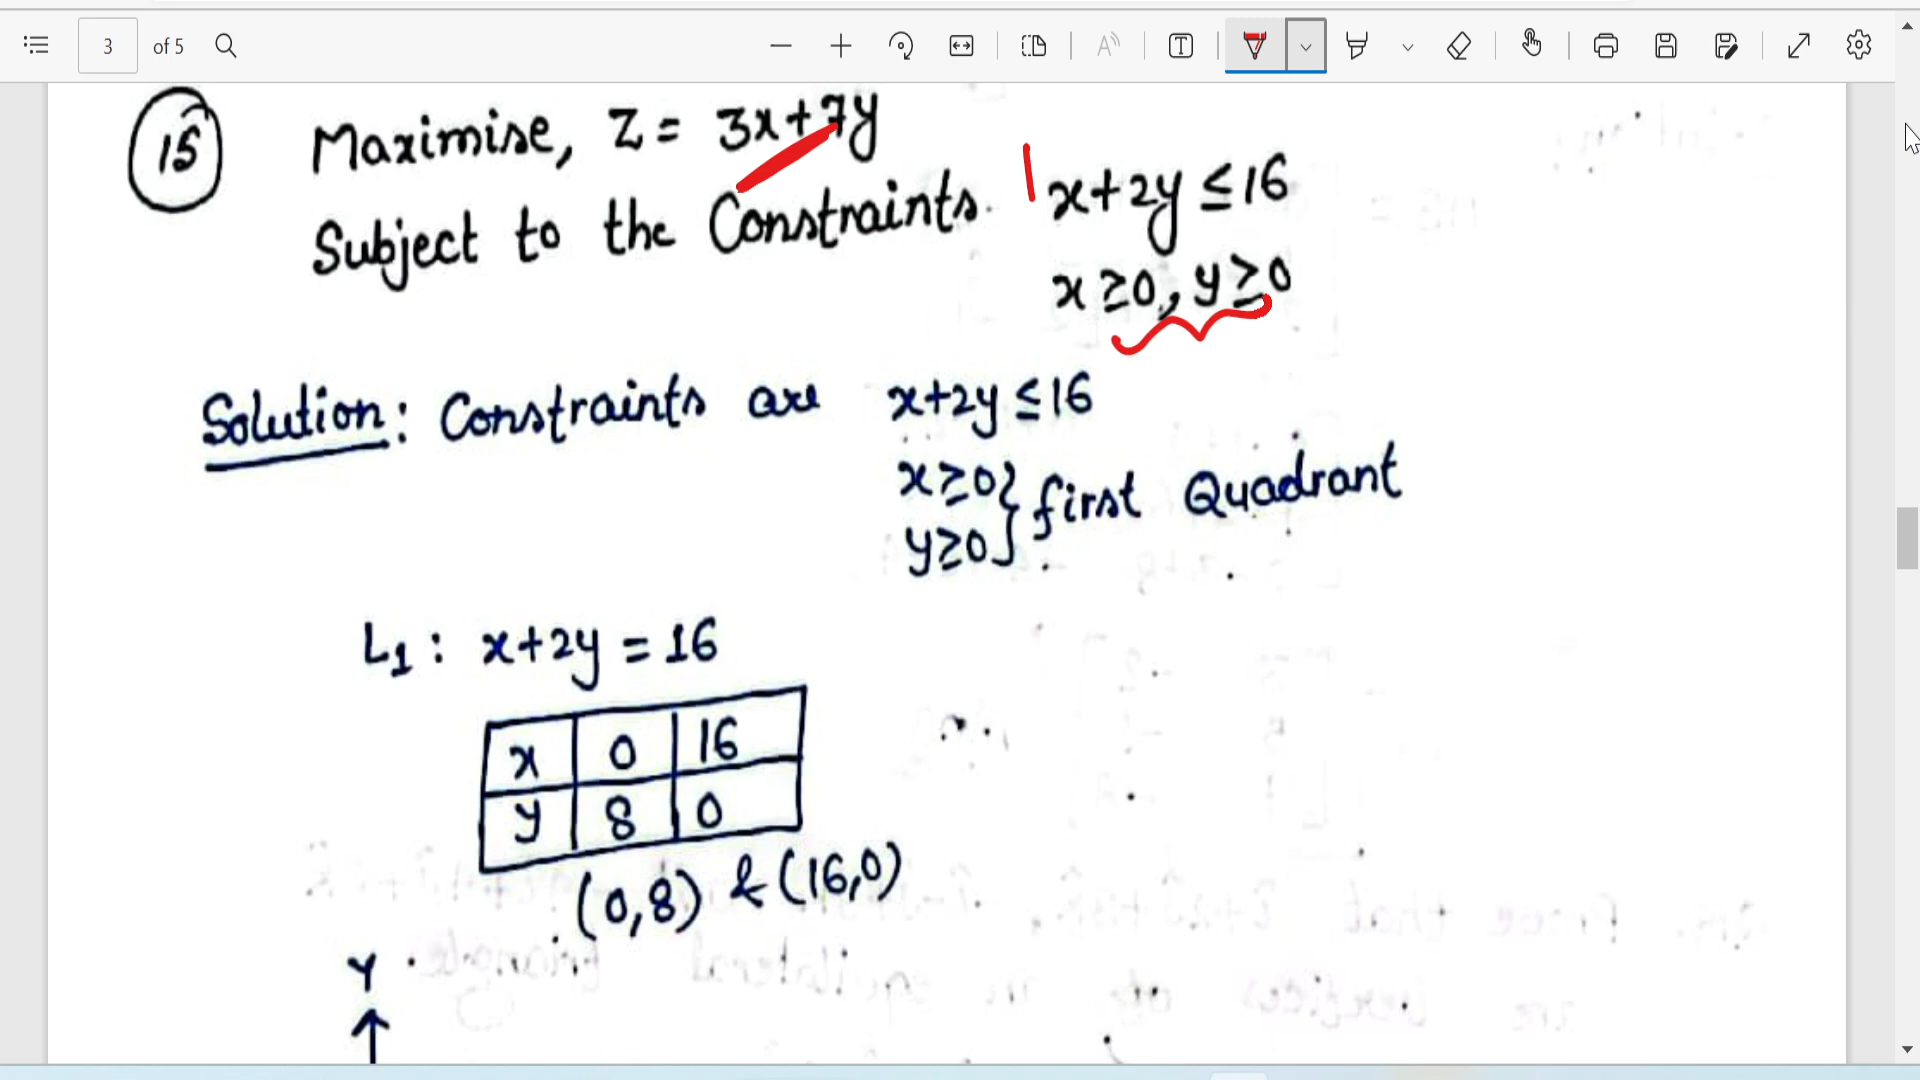 3 of 5
15 Maximise, Z = 3x+7y
Subject to the Constraints x+2y ≤ 16
x ≥ 0, y ≥ 0
Solution: Constraints are x+2y ≤ 16
x ≥ 0 } first Quadrant
y ≥ 0
L1 : x+2y = 16
x 0 16
y 8 0
(0,8) & (16,0)
Y